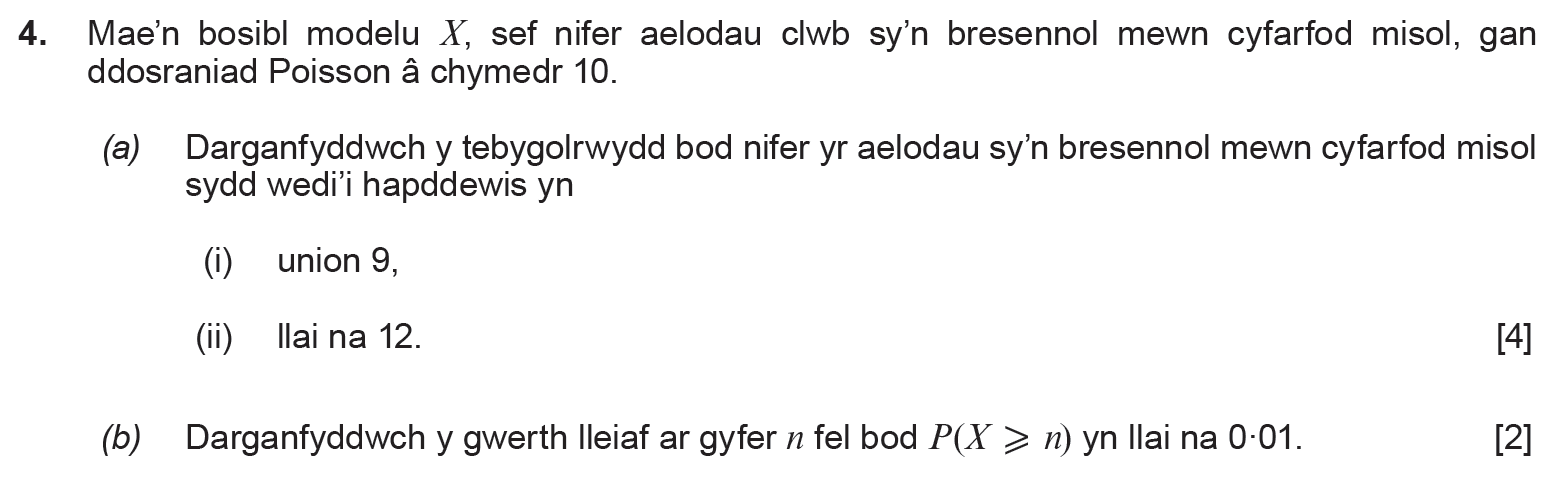 4. Mae'n bosibl modelu X, sef nifer aelodau clwb sy'n bresennol mewn cyfarfod misol, gan
ddosraniad Poisson â chymedr 10.
(a) Darganfyddwch y tebygolrwydd bod nifer yr aelodau sy'n bresennol mewn cyfarfod misol
sydd wedi'i hapddewis yn
(i) union 9,
(ii) llai na 12. [4]
(b) Darganfyddwch y gwerth lleiaf ar gyfer n fel bod P(X ⩾ n) yn llai na 0·01. [2]